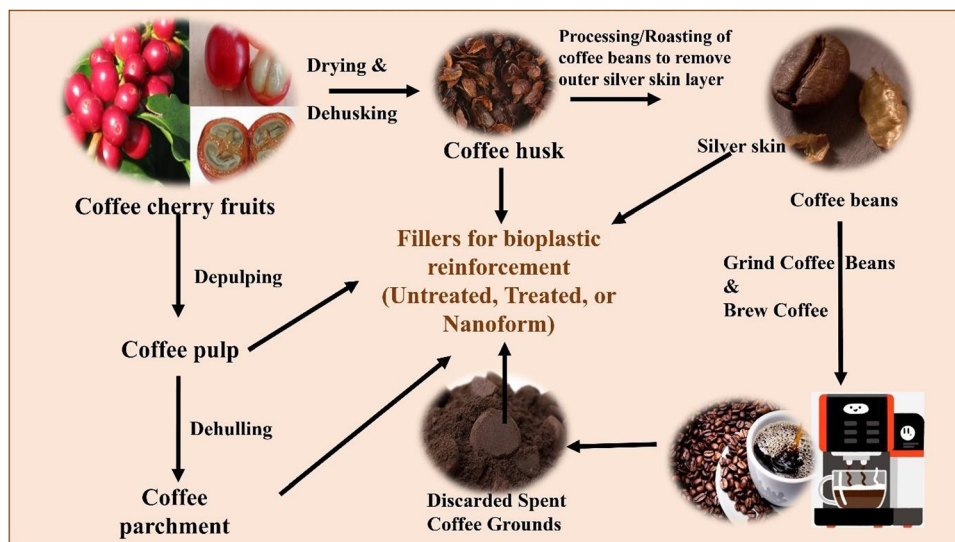 Drying &
Dehusking
Processing/Roasting of
coffee beans to remove
outer silver skin layer
Coffee husk
Silver skin
Coffee cherry fruits
Coffee beans
Fillers for bioplastic
reinforcement
(Untreated, Treated, or
Nanoform)
Depulping
Grind Coffee Beans
&
Brew Coffee
Coffee pulp
Dehulling
Coffee
parchment
Discarded Spent
Coffee Grounds